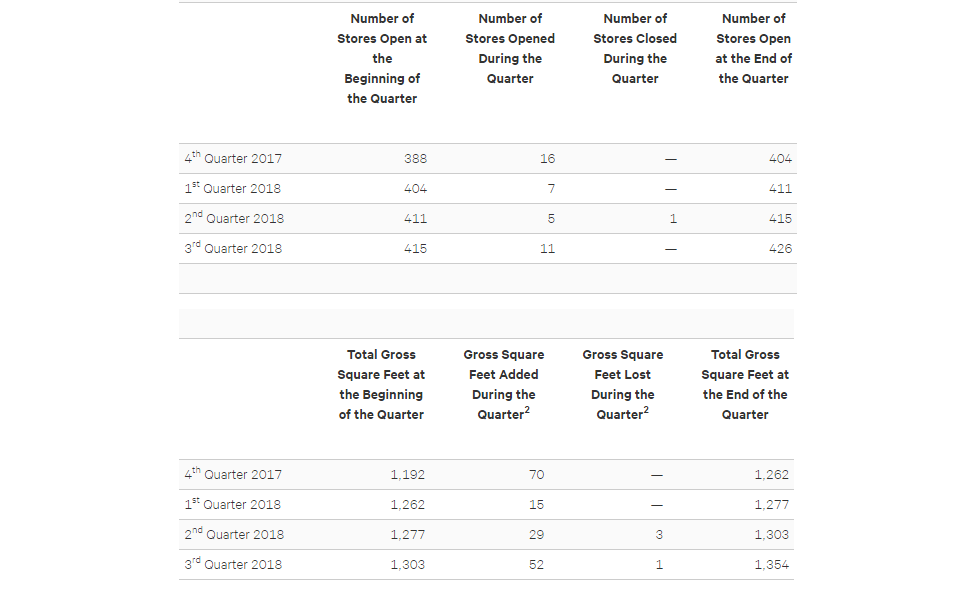 Number of Stores Open at the Beginning of the Quarter Number of Stores Opened During the Quarter Number of Stores Closed During the Quarter Number of Stores Open at the End of the Quarter
4th Quarter 2017 388 16 — 404
1st Quarter 2018 404 7 — 411
2nd Quarter 2018 411 5 1 415
3rd Quarter 2018 415 11 — 426
Total Gross Square Feet at the Beginning of the Quarter Gross Square Feet Added During the Quarter2 Gross Square Feet Lost During the Quarter2 Total Gross Square Feet at the End of the Quarter
4th Quarter 2017 1,192 70 — 1,262
1st Quarter 2018 1,262 15 — 1,277
2nd Quarter 2018 1,277 29 3 1,303
3rd Quarter 2018 1,303 52 1 1,354